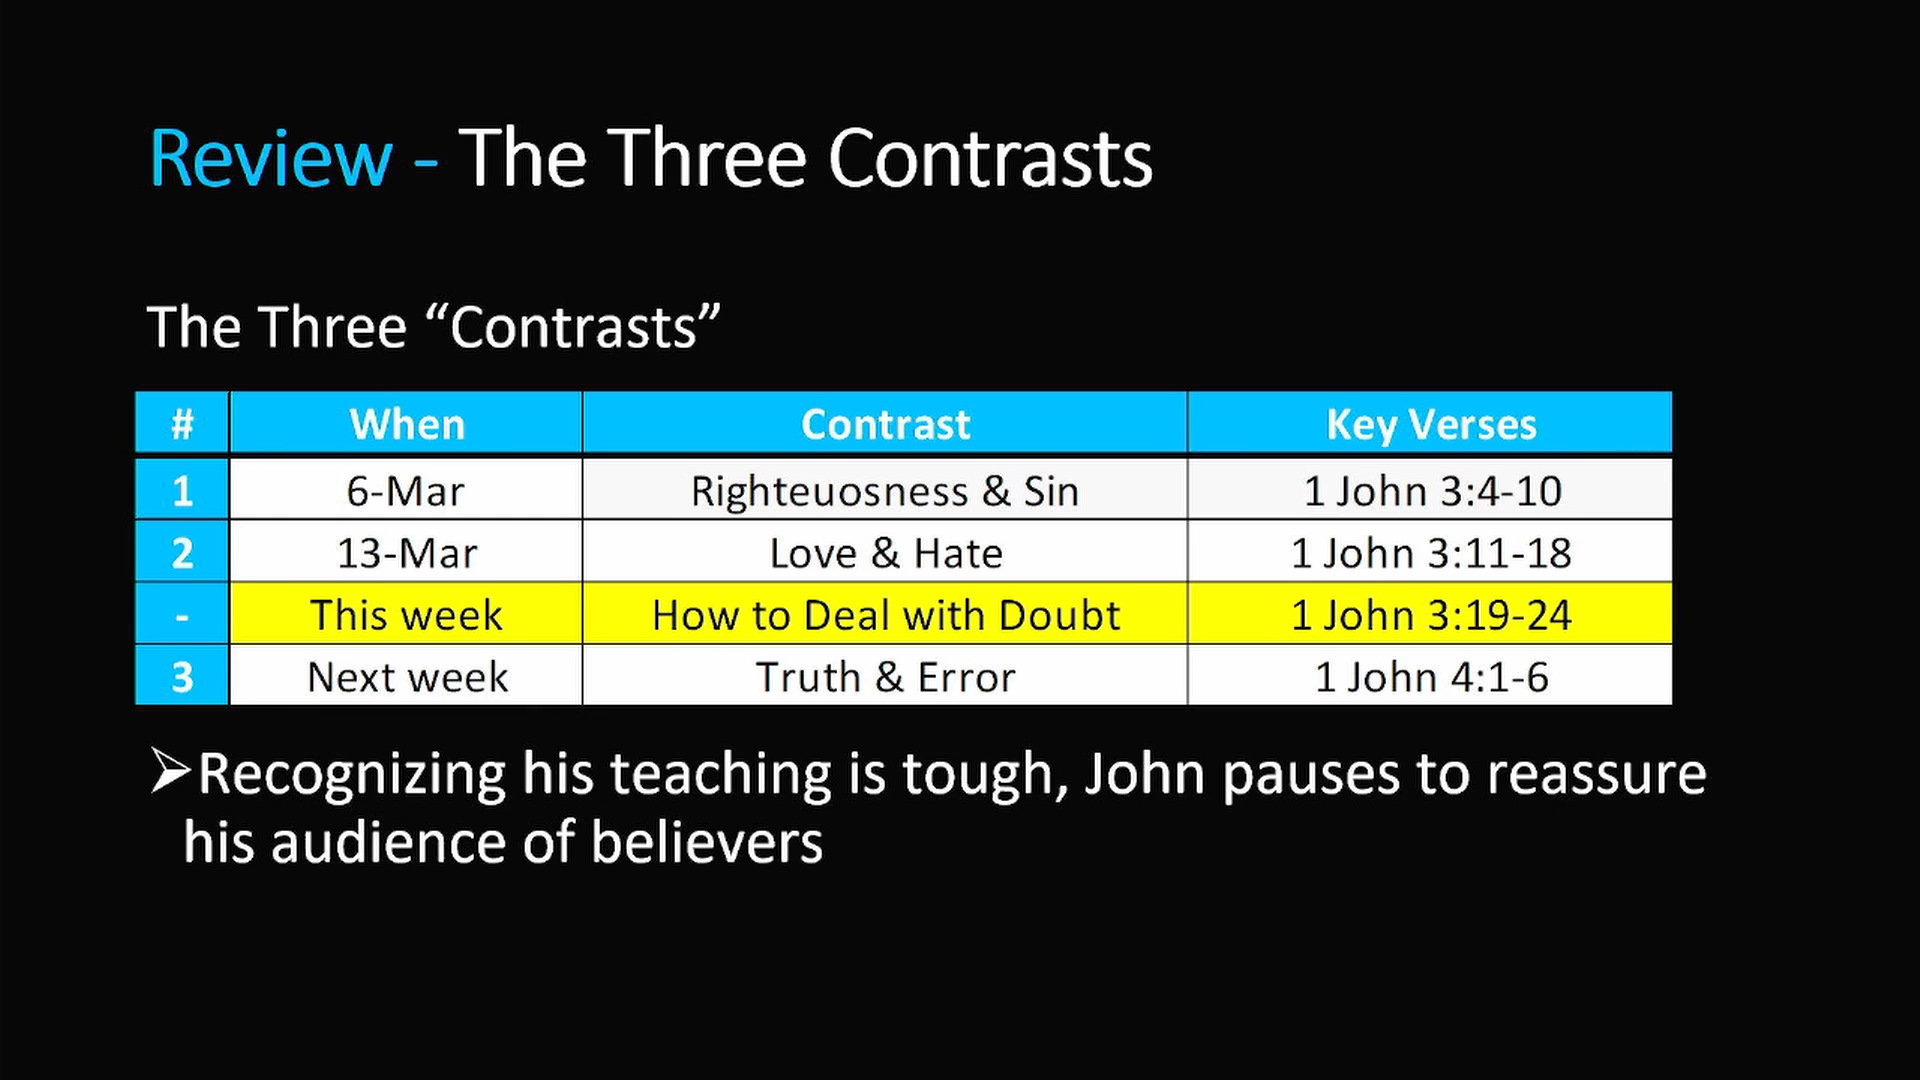 Review - The Three Contrasts
The Three “Contrasts”
# When Contrast Key Verses
1 6-Mar Righteuosness & Sin 1 John 3:4-10
2 13-Mar Love & Hate 1 John 3:11-18
- This week How to Deal with Doubt 1 John 3:19-24
3 Next week Truth & Error 1 John 4:1-6
➢Recognizing his teaching is tough, John pauses to reassure
his audience of believers